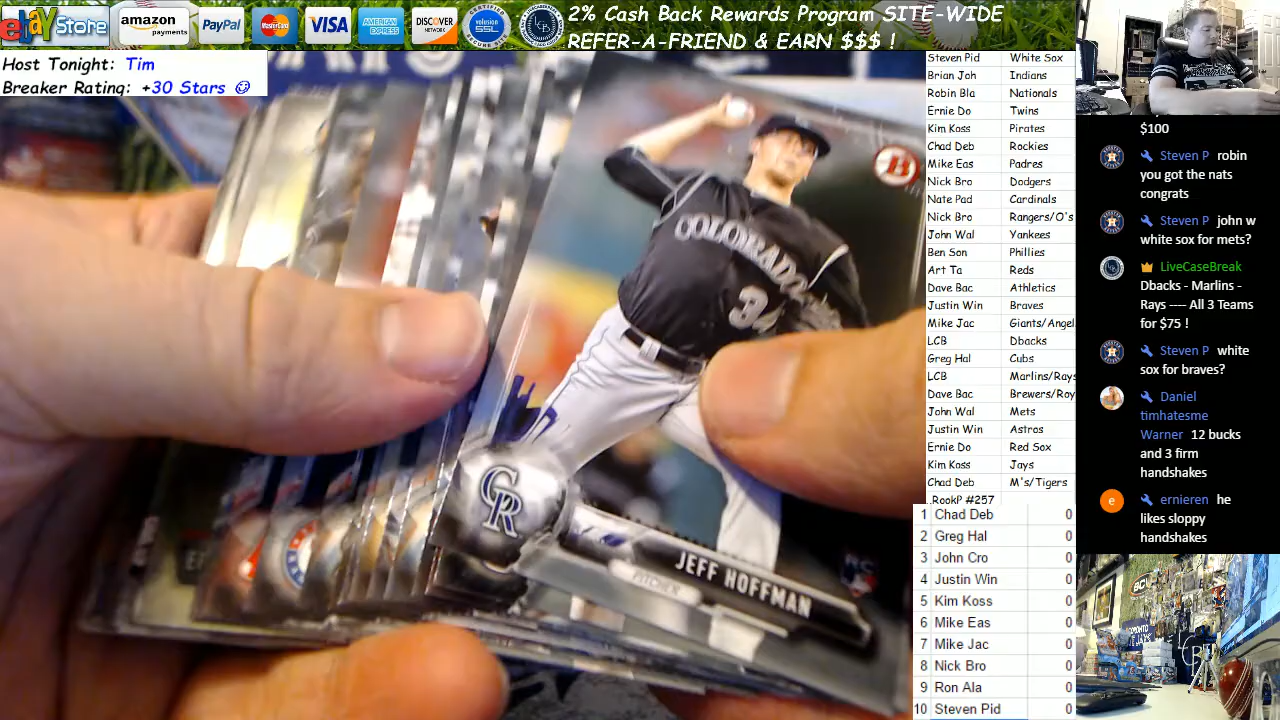 ebay Store
amazon payments
PayPal
MasterCard
VISA
AMERICAN EXPRESS
DISCOVER NETWORK
volusion SSL
2% Cash Back Rewards Program SITE-WIDE
REFER-A-FRIEND & EARN $$$ !
Host Tonight: Tim
Breaker Rating: +30 Stars
COLORADO
34
CR
JEFF HOFFMAN
PITCHER
B
Steven Pid White Sox
Brian Joh Indians
Robin Bla Nationals
Ernie Do Twins
Kim Koss Pirates
Chad Deb Rockies
Mike Eas Padres
Nick Bro Dodgers
Nate Pad Cardinals
Nick Bro Rangers/O's
John Wal Yankees
Ben Son Phillies
Art Ta Reds
Dave Bac Athletics
Justin Win Braves
Mike Jac Giants/Angel
LCB Dbacks
Greg Hal Cubs
LCB Marlins/Rays
Dave Bac Brewers/Roy
John Wal Mets
Justin Win Astros
Ernie Do Red Sox
Kim Koss Jays
Chad Deb M's/Tigers
RookP #257
1 Chad Deb 0
2 Greg Hal 0
3 John Cro 0
4 Justin Win 0
5 Kim Koss 0
6 Mike Eas 0
7 Mike Jac 0
8 Nick Bro 0
9 Ron Ala 0
10 Steven Pid 0
$100
Steven P robin
you got the nats
congrats
Steven P john w
white sox for mets?
LiveCaseBreak
Dbacks - Marlins -
Rays ---- All 3 Teams
for $75 !
Steven P white
sox for braves?
Daniel
timhatesme
Warner 12 bucks
and 3 firm
handshakes
e ernieren he
likes sloppy
handshakes